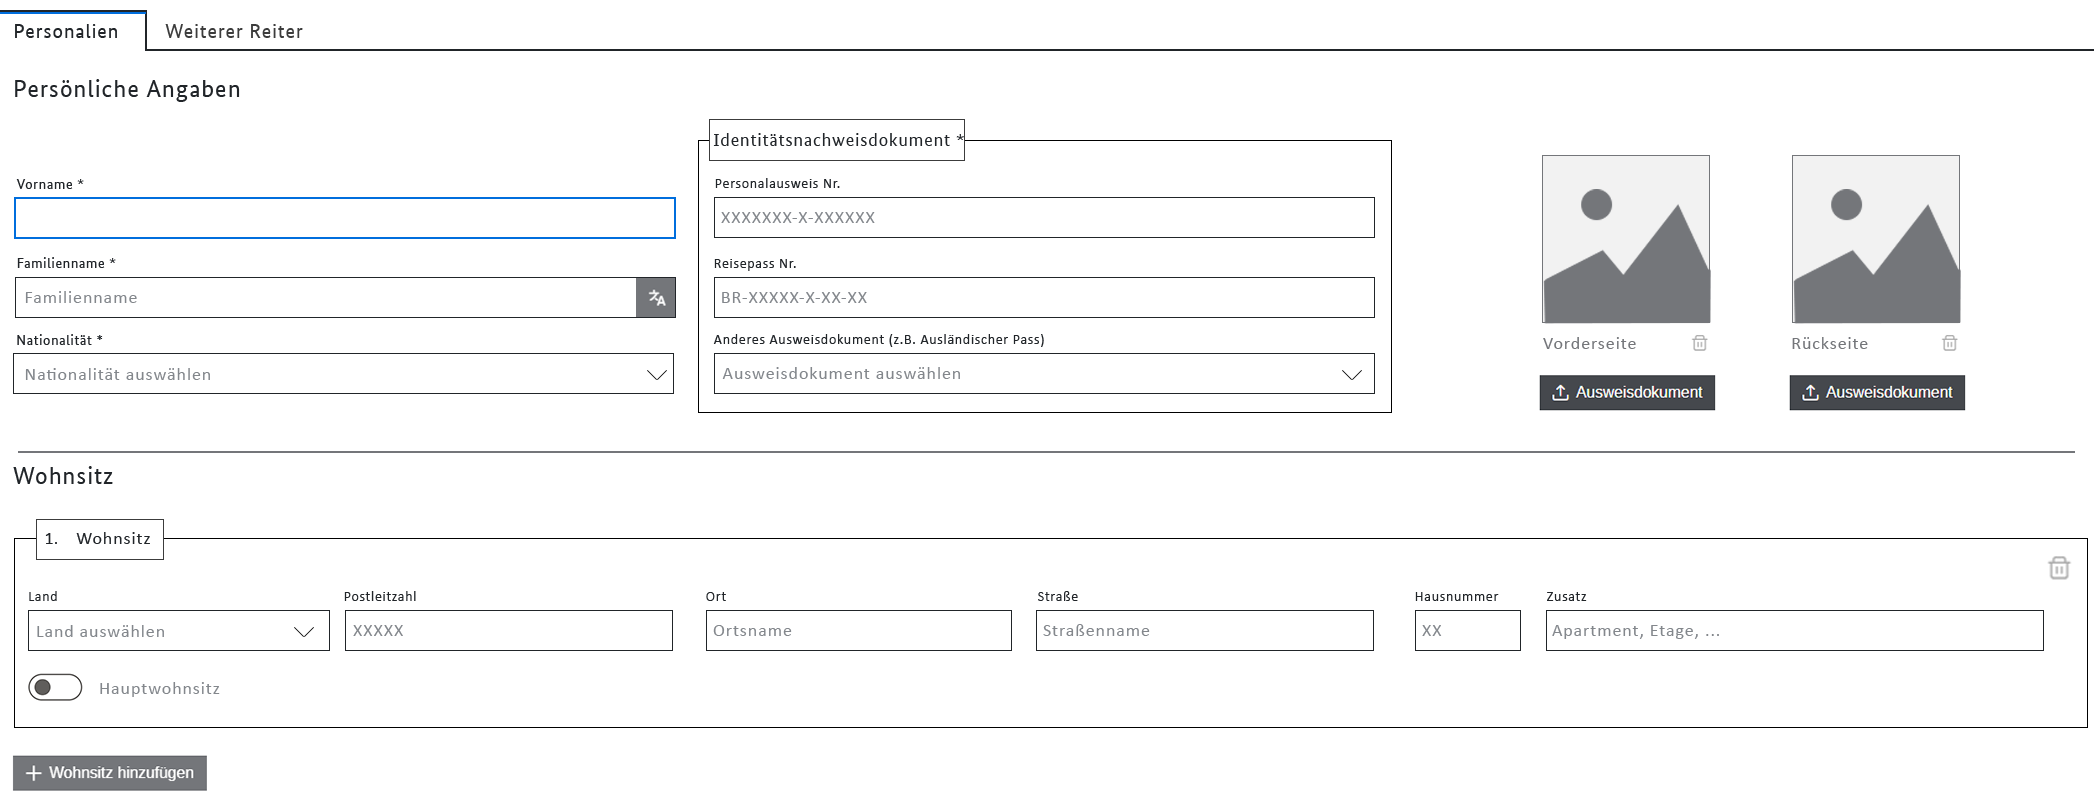 Personalien
Weiterer Reiter
Persönliche Angaben
Vorname *
Familienname *
Familienname
Nationalität *
Nationalität auswählen
Identitätsnachweisdokument *
Personalausweis Nr.
XXXXXXX-X-XXXXXX
Reisepass Nr.
BR-XXXXX-X-XX-XX
Anderes Ausweisdokument (z.B. Ausländischer Pass)
Ausweisdokument auswählen
Vorderseite
Ausweisdokument
Rückseite
Ausweisdokument
Wohnsitz
1. Wohnsitz
Land
Land auswählen
Postleitzahl
XXXXX
Ort
Ortsname
Straße
Straßenname
Hausnummer
XX
Zusatz
Apartment, Etage, ...
Hauptwohnsitz
Wohnsitz hinzufügen